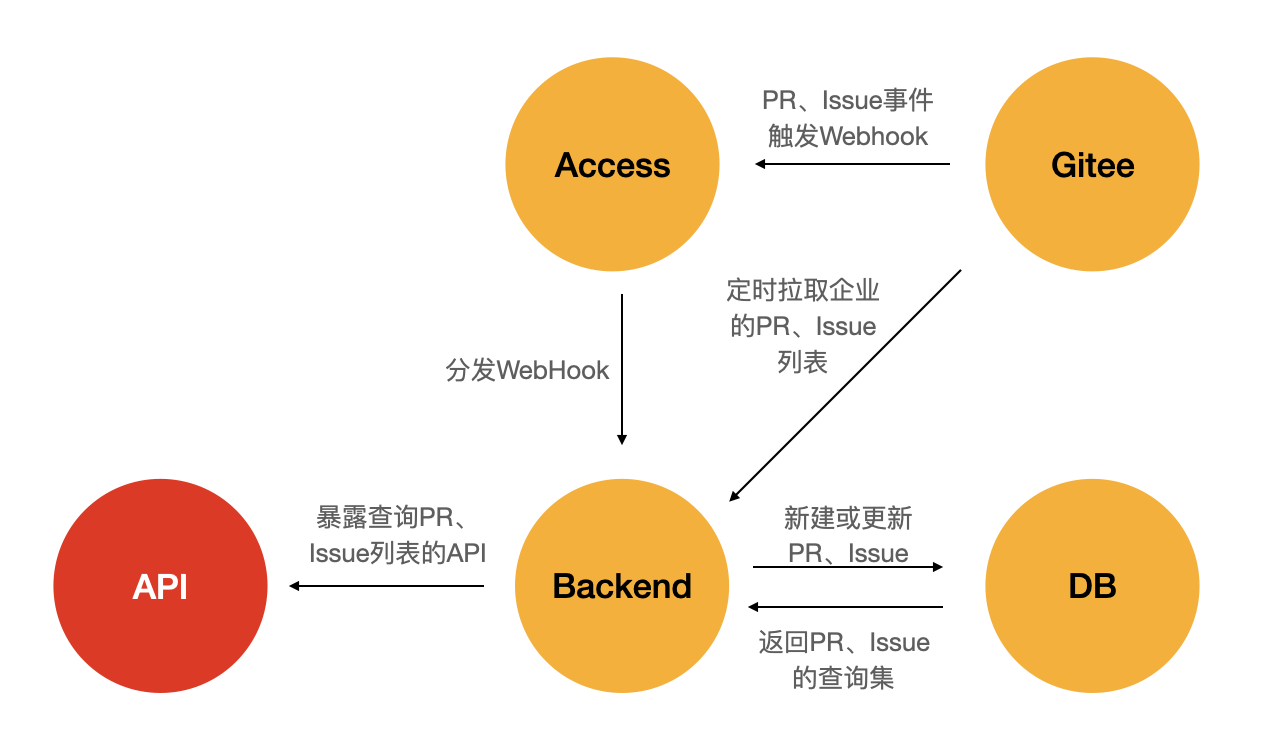 PR、Issue事件
触发Webhook
Access
Gitee
定时拉取企业
的PR、Issue
列表
分发WebHook
暴露查询PR、
Issue列表的API
新建或更新
PR、Issue
API
Backend
DB
返回PR、Issue
的查询集